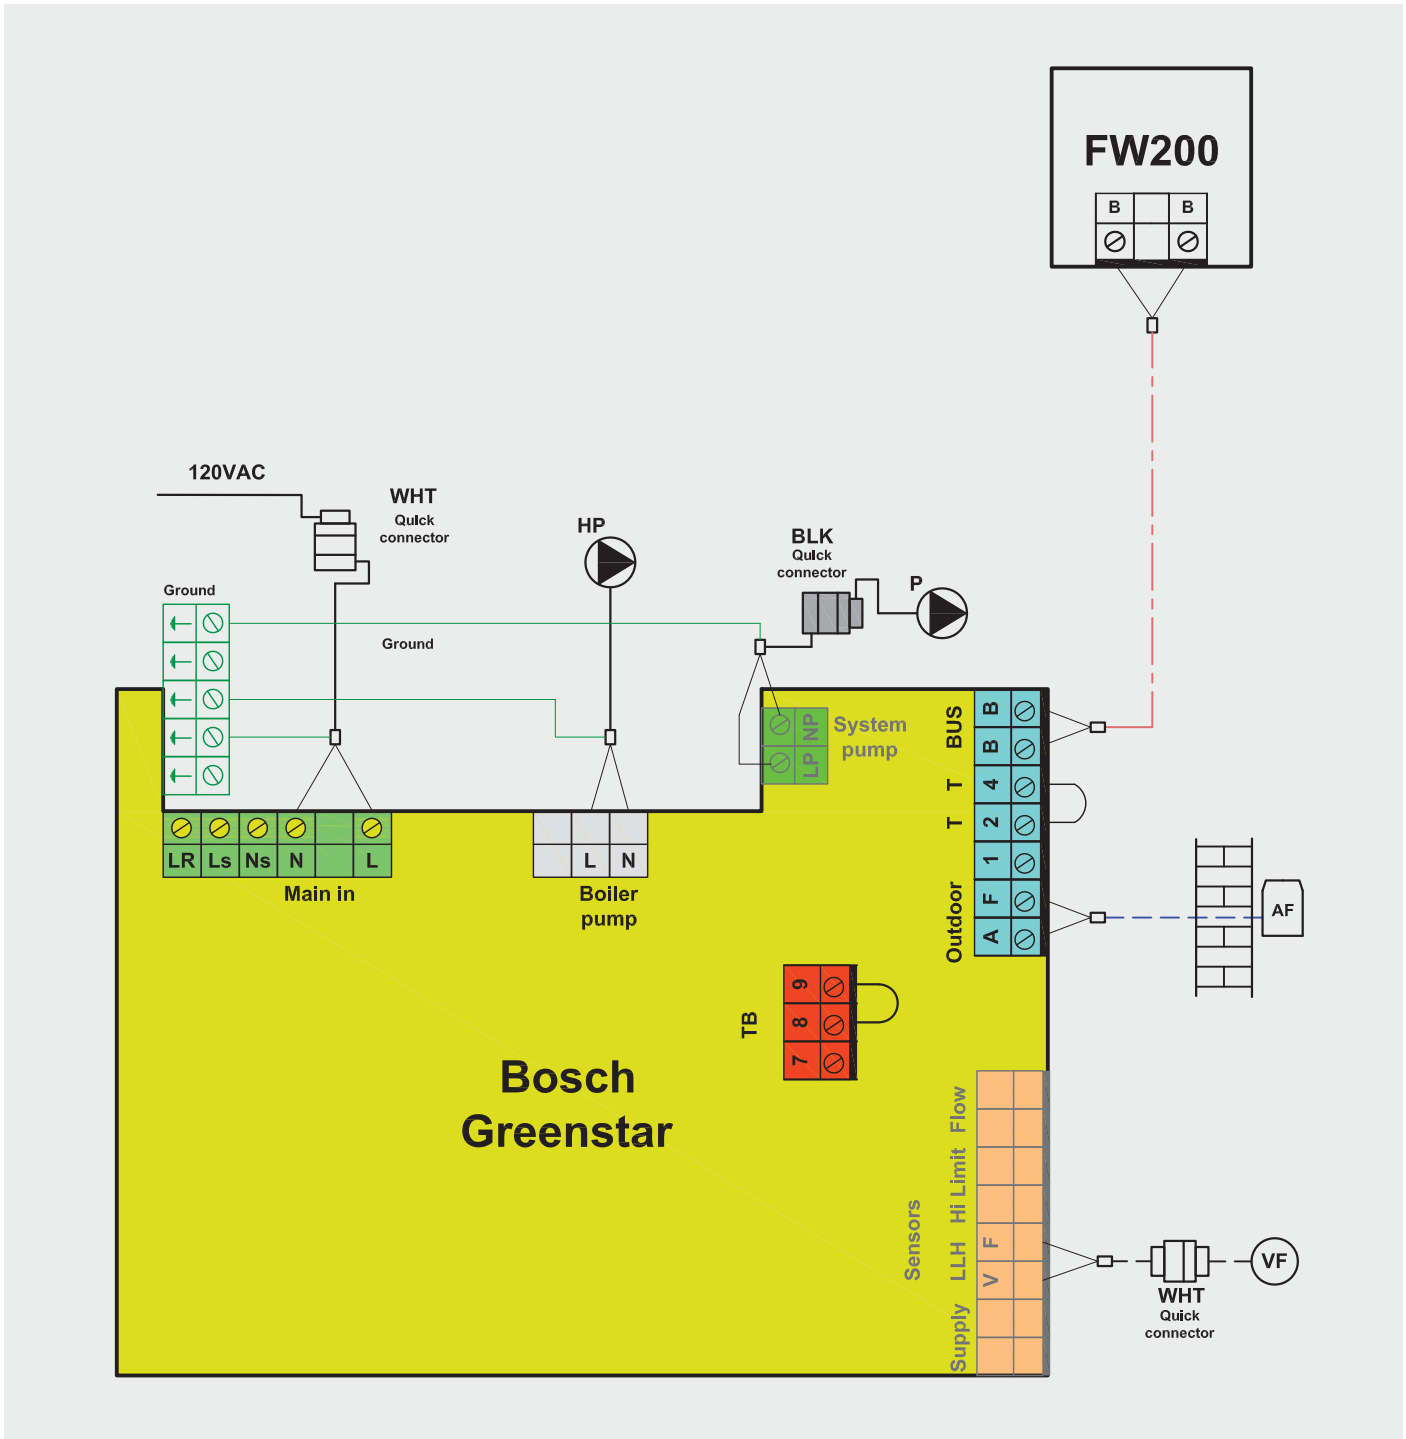 FW200
B B
120VAC
WHT
Quick
connector
HP
BLK
Quick
connector
P
Ground
Ground
NP
LP
System
pump
BUS
B
B
T
4
T
2
1
Outdoor
F
A
AF
LR Ls Ns N L
Main in
L N
Boiler
pump
TB
9
8
7
Bosch
Greenstar
Sensors
Flow
Hi Limit
LLH
F
V
Supply
VF
WHT
Quick
connector